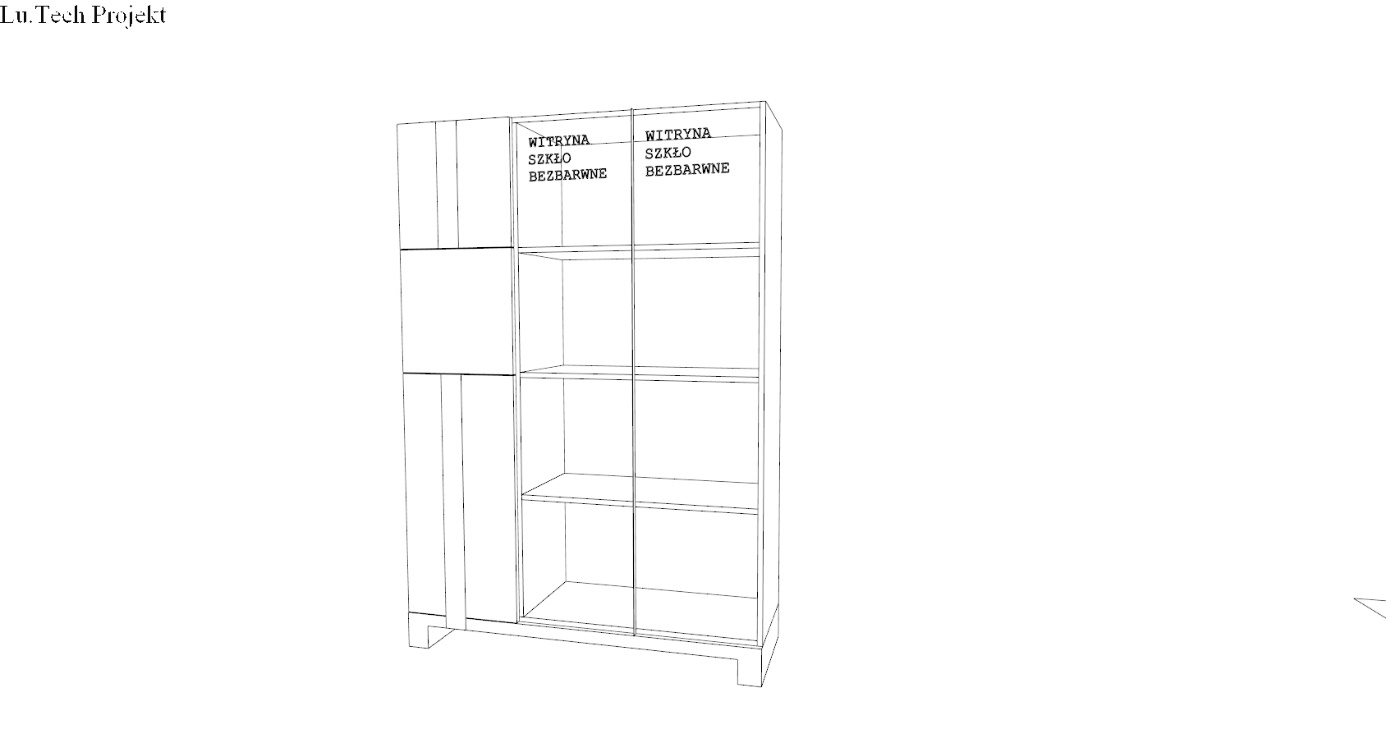 Lu.Tech Projekt
WITRYNA
SZKŁO
BEZBARWNE
WITRYNA
SZKŁO
BEZBARWNE